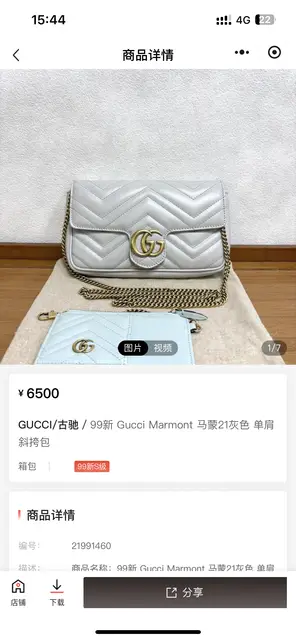 15:44
4G 22
商品详情
图片 视频
1/7
¥ 6500
GUCCI/古驰 / 99新 Gucci Marmont 马蒙21灰色 单肩
斜挎包
箱包
99新S级
商品详情
编号: 21991460
描述: 商品名称: 99新 Gucci Marmont 马蒙21灰色 单肩
店铺
下载
分享